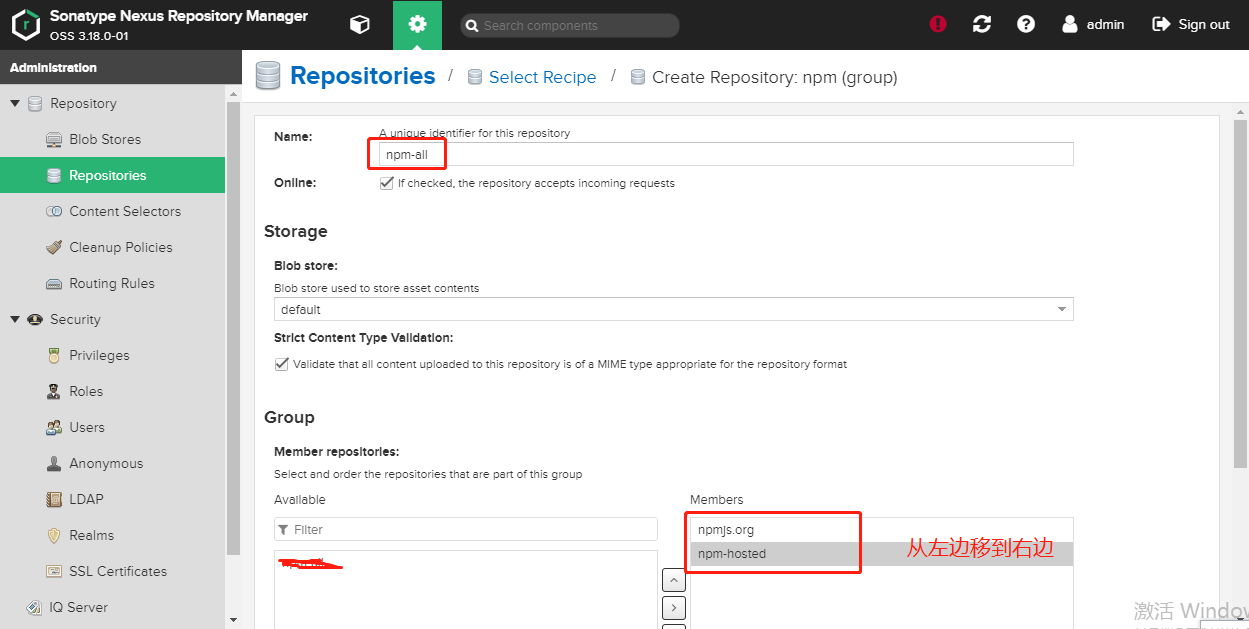 Sonatype Nexus Repository Manager
OSS 3.18.0-01
Search components
admin
Sign out
Administration
Repositories / Select Recipe / Create Repository: npm (group)
Repository
Blob Stores
Repositories
Content Selectors
Cleanup Policies
Routing Rules
Security
Privileges
Roles
Users
Anonymous
LDAP
Realms
SSL Certificates
IQ Server
Name:
A unique identifier for this repository
npm-all
Online:
If checked, the repository accepts incoming requests
Storage
Blob store:
Blob store used to store asset contents
default
Strict Content Type Validation:
Validate that all content uploaded to this repository is of a MIME type appropriate for the repository format
Group
Member repositories:
Select and order the repositories that are part of this group
Available
Filter
Members
npmjs.org
npm-hosted
从左边移到右边
激活 Window